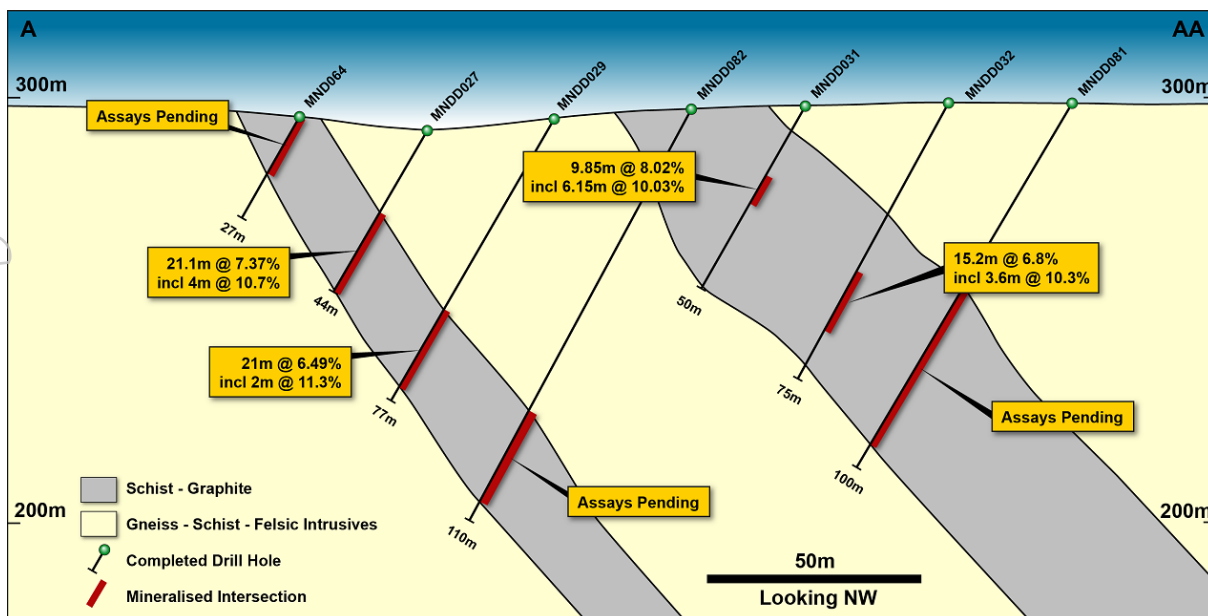 A
AA
300m
300m
MND064
MNDD027
MNDD029
MNDD082
MNDD031
MNDD032
MNDD081
Assays Pending
27m
9.85m @ 8.02%
incl 6.15m @ 10.03%
21.1m @ 7.37%
incl 4m @ 10.7%
44m
50m
15.2m @ 6.8%
incl 3.6m @ 10.3%
21m @ 6.49%
incl 2m @ 11.3%
77m
75m
Assays Pending
100m
Assays Pending
110m
200m
200m
Schist - Graphite
Gneiss - Schist - Felsic Intrusives
Completed Drill Hole
Mineralised Intersection
50m
Looking NW